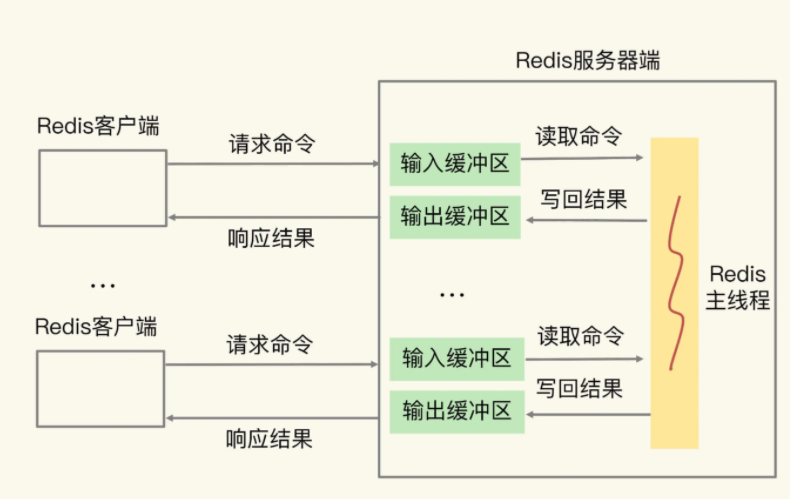 Redis服务器端
Redis客户端
请求命令
输入缓冲区
读取命令
输出缓冲区
写回结果
响应结果
...
...
Redis
主线程
Redis客户端
请求命令
输入缓冲区
读取命令
输出缓冲区
写回结果
响应结果